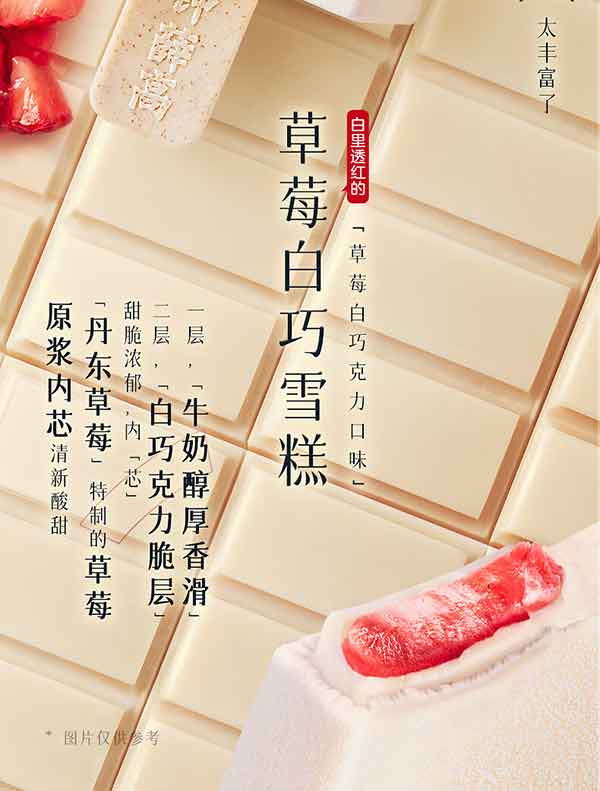 太丰富了
白里透红的
「草莓白巧克力口味」
草莓白巧雪糕
一层，「牛奶醇厚香滑」
二层，「白巧克力脆层」
甜脆浓郁，内「芯」
「丹东草莓」特制的草莓
原浆内芯清新酸甜
薛高
* 图片仅供参考